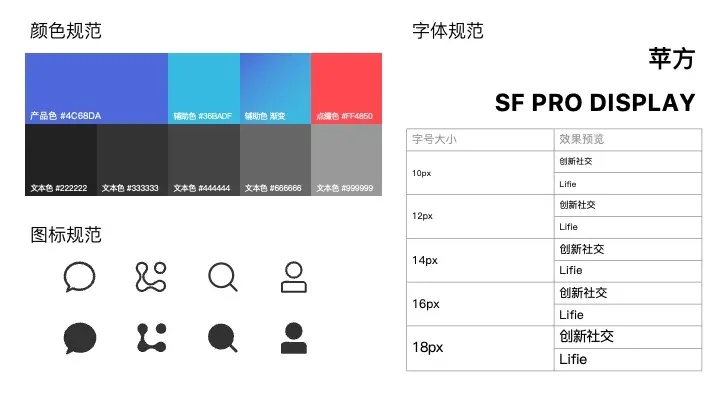 颜色规范
产品色 #4C68DA
辅助色 #36BADF
辅助色 渐变
点缀色 #FF4850
文本色 #222222
文本色 #333333
文本色 #444444
文本色 #666666
文本色 #999999
图标规范
字体规范
苹方
SF PRO DISPLAY
字号大小
效果预览
10px
创新社交
Lifie
12px
创新社交
Lifie
14px
创新社交
Lifie
16px
创新社交
Lifie
18px
创新社交
Lifie